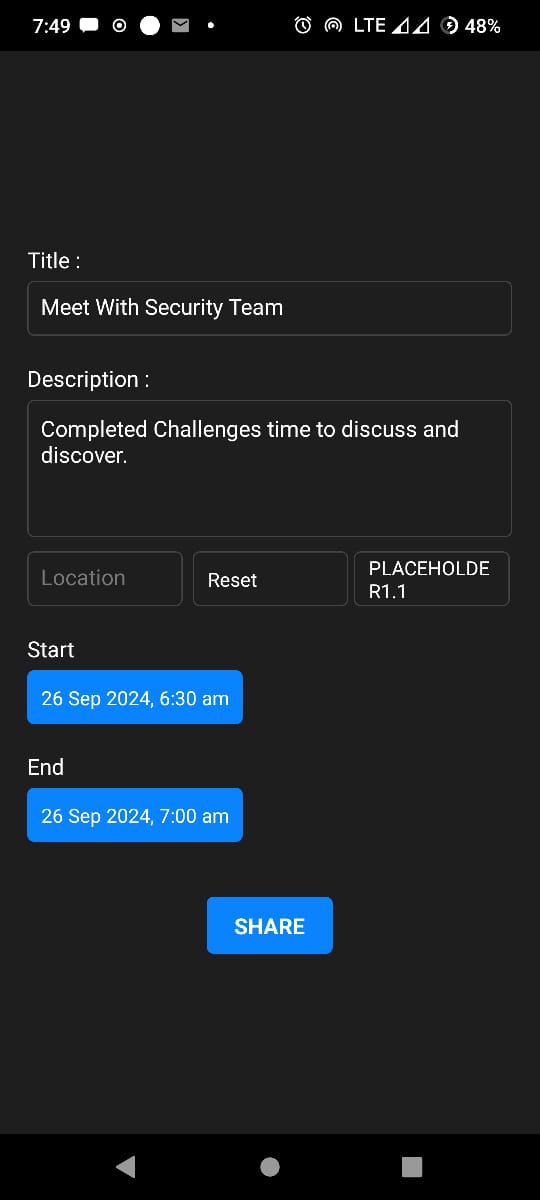 7:49 LTE 48%
Title :
Meet With Security Team
Description :
Completed Challenges time to discuss and
discover.
Location Reset PLACEHOLDE
R1.1
Start
26 Sep 2024, 6:30 am
End
26 Sep 2024, 7:00 am
SHARE